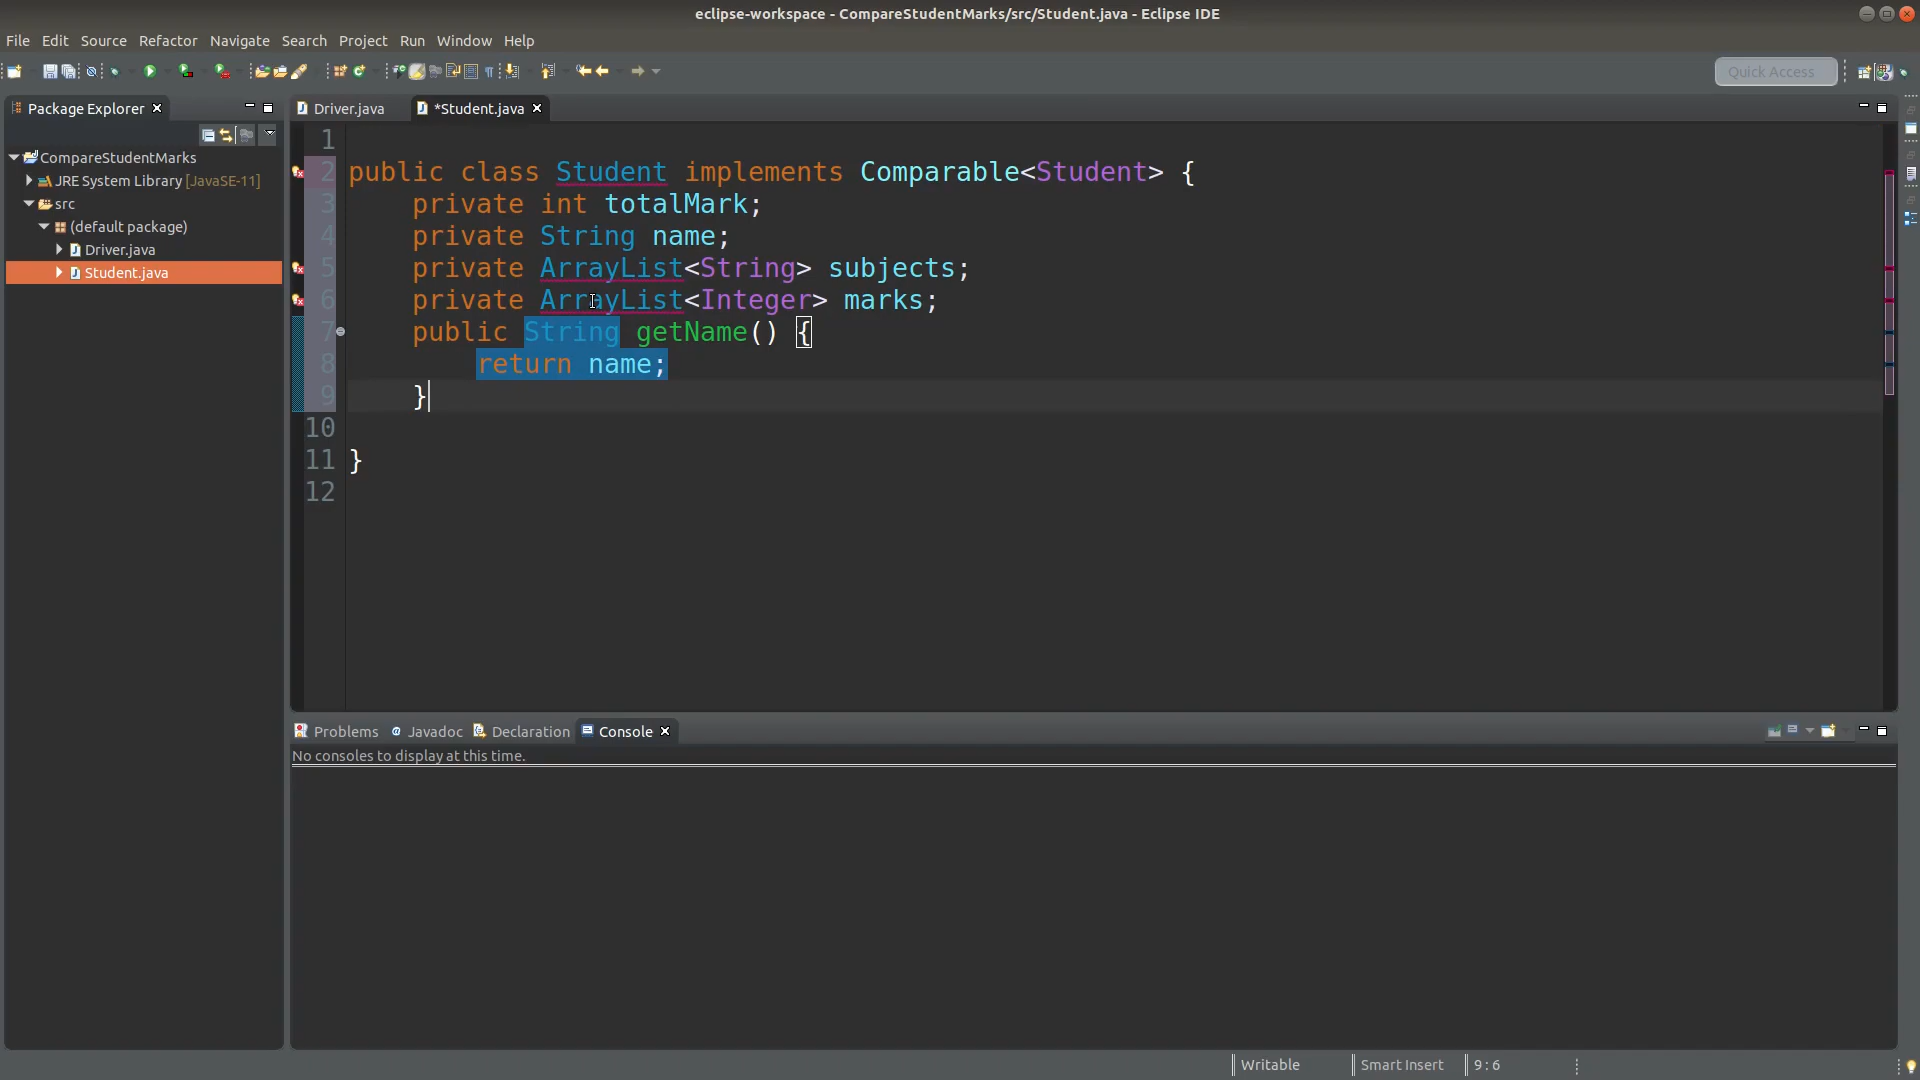 eclipse-workspace - CompareStudentMarks/src/Student.java - Eclipse IDE
File Edit Source Refactor Navigate Search Project Run Window Help
Quick Access
Package Explorer
CompareStudentMarks
JRE System Library [JavaSE-11]
src
(default package)
Driver.java
Student.java
Driver.java *Student.java
1
2 public class Student implements Comparable<Student> {
3 private int totalMark;
4 private String name;
5 private ArrayList<String> subjects;
6 private ArrayList<Integer> marks;
7 public String getName() {
8 return name;
9 }
10
11 }
12
Problems Javadoc Declaration Console
No consoles to display at this time.
Writable Smart Insert 9 : 6